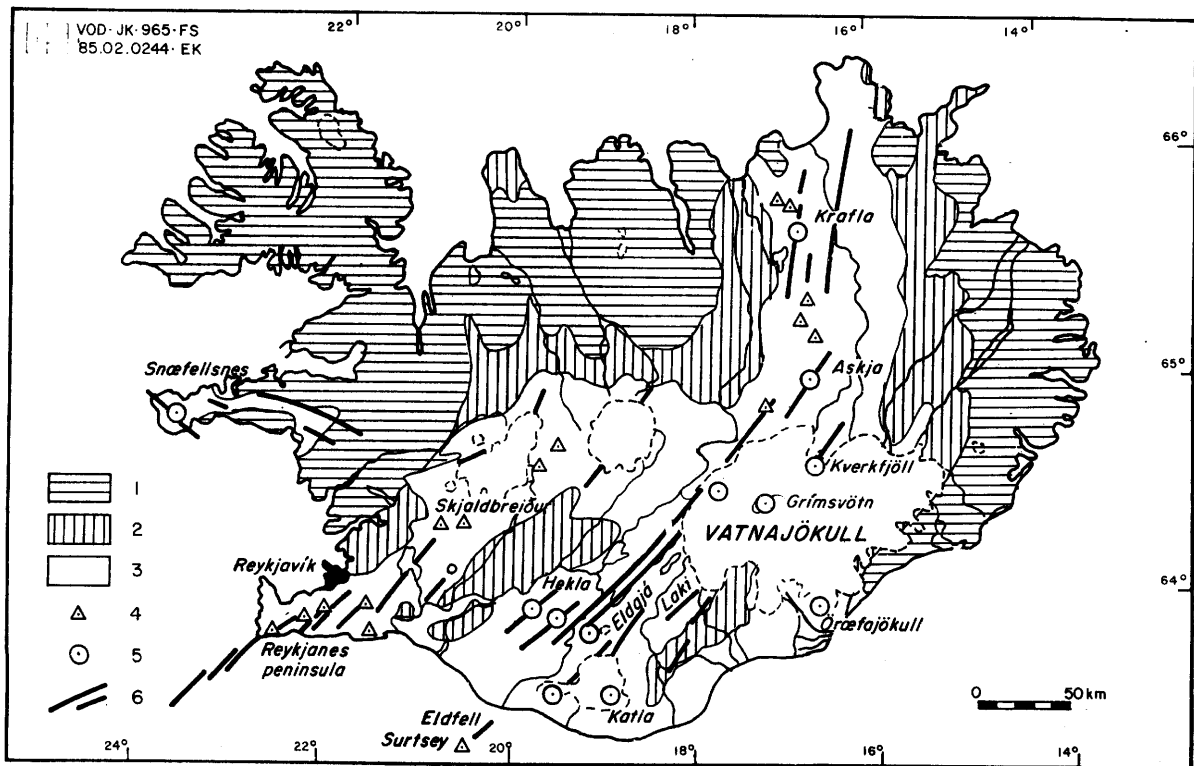 VOD·JK·965·FS
85.02.0244·EK
22° 20° 18° 16° 14°
66°
Krafla
65°
Snæfellsnes
Askja
Kverkfjöll
Grímsvötn
VATNAJÖKULL
Skjaldbreiður
Reykjavík
64°
Hekla
Eldgjá
Laki
Öræfajökull
Reykjanes
peninsula
Katla
Eldfell
Surtsey
1
2
3
4
5
6
0 50 km
24° 22° 20° 18° 16° 14°